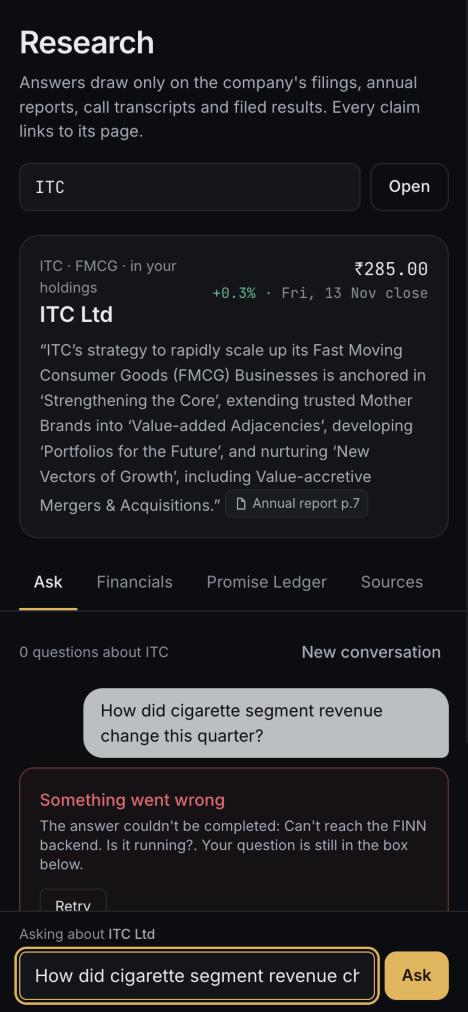 Research
Answers draw only on the company's filings, annual
reports, call transcripts and filed results. Every claim
links to its page.
ITC
Open
ITC · FMCG · in your
holdings
ITC Ltd
₹285.00
+0.3% · Fri, 13 Nov close
“ITC’s strategy to rapidly scale up its Fast Moving
Consumer Goods (FMCG) Businesses is anchored in
‘Strengthening the Core’, extending trusted Mother
Brands into ‘Value-added Adjacencies’, developing
‘Portfolios for the Future’, and nurturing ‘New
Vectors of Growth’, including Value-accretive
Mergers & Acquisitions.” Annual report p.7
Ask Financials Promise Ledger Sources
0 questions about ITC
New conversation
How did cigarette segment revenue
change this quarter?
Something went wrong
The answer couldn't be completed: Can't reach the FINN
backend. Is it running?. Your question is still in the box
below.
Retry
Asking about ITC Ltd
How did cigarette segment revenue ch
Ask